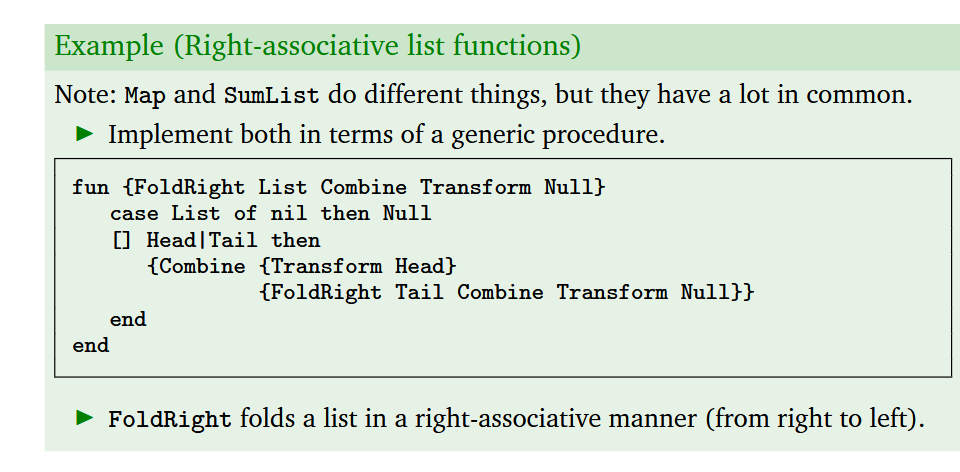 Example (Right-associative list functions)
Note: Map and SumList do different things, but they have a lot in common.
▶ Implement both in terms of a generic procedure.
fun {FoldRight List Combine Transform Null}
   case List of nil then Null
   [] Head|Tail then
      {Combine {Transform Head}
               {FoldRight Tail Combine Transform Null}}
   end
end
▶ FoldRight folds a list in a right-associative manner (from right to left).